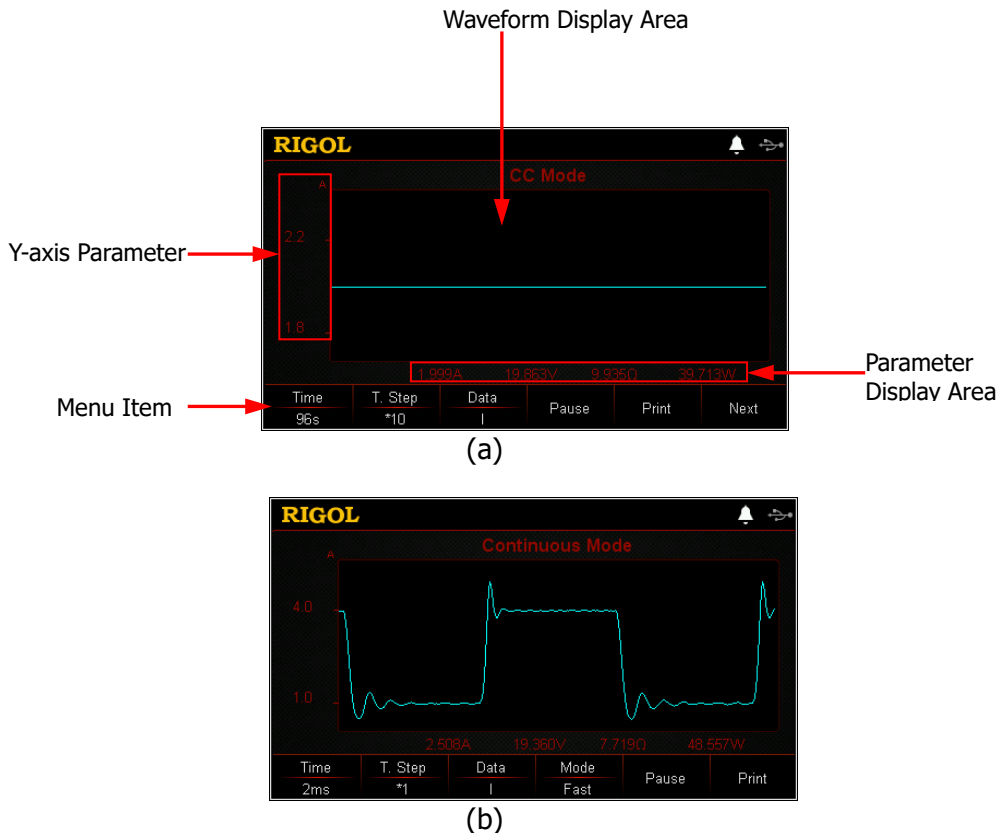 Waveform Display Area
RIGOL
CC Mode
A
2.2
Y-axis Parameter
1.8
1.999A 19.863V 9.935Ω 39.713W
Parameter
Display Area
Menu Item
Time T. Step Data Pause Print Next
96s *10 I
(a)
RIGOL
Continuous Mode
A
4.0
1.0
2.508A 19.360V 7.719Ω 48.557W
Time T. Step Data Mode Pause Print
2ms *1 I Fast
(b)